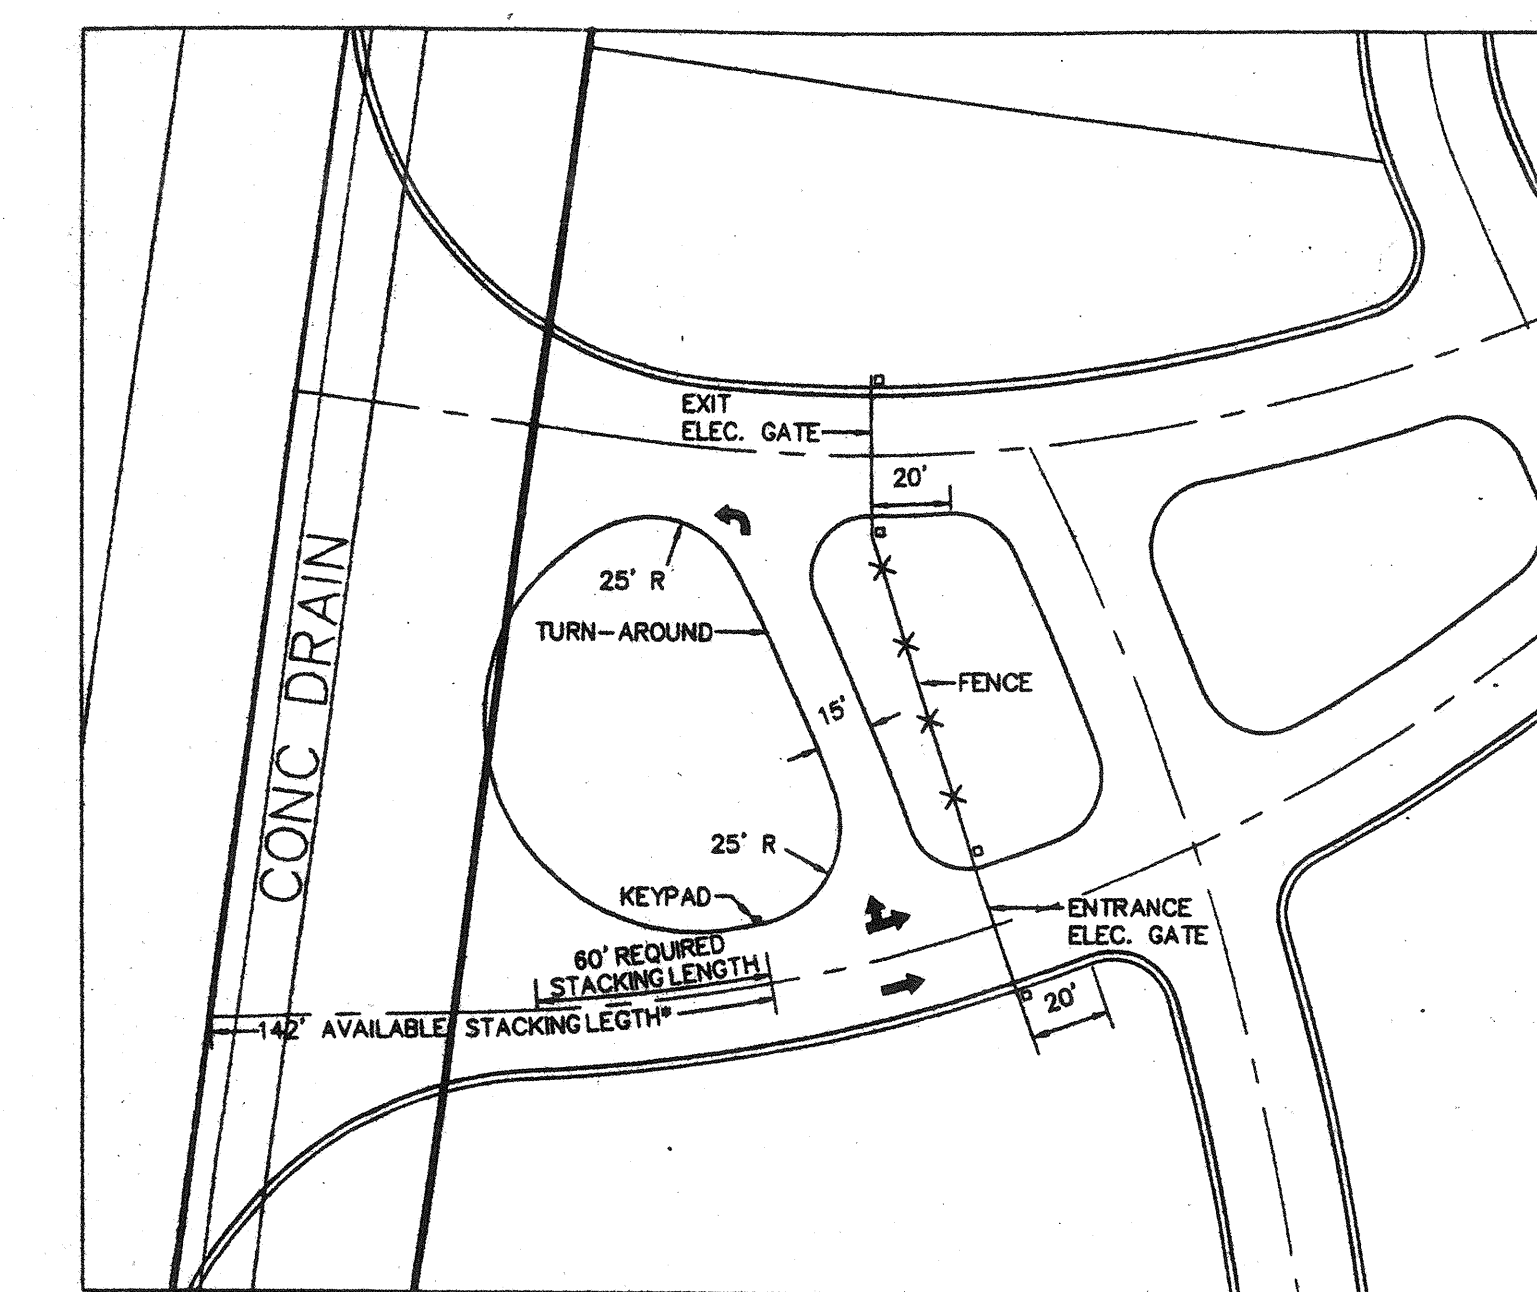 EXIT
ELEC. GATE
20'
25' R
TURN-AROUND
FENCE
15'
CONC DRAIN
25' R
KEYPAD
ENTRANCE
ELEC. GATE
60' REQUIRED
STACKING LENGTH
20'
142' AVAILABLE STACKING LEGTH*